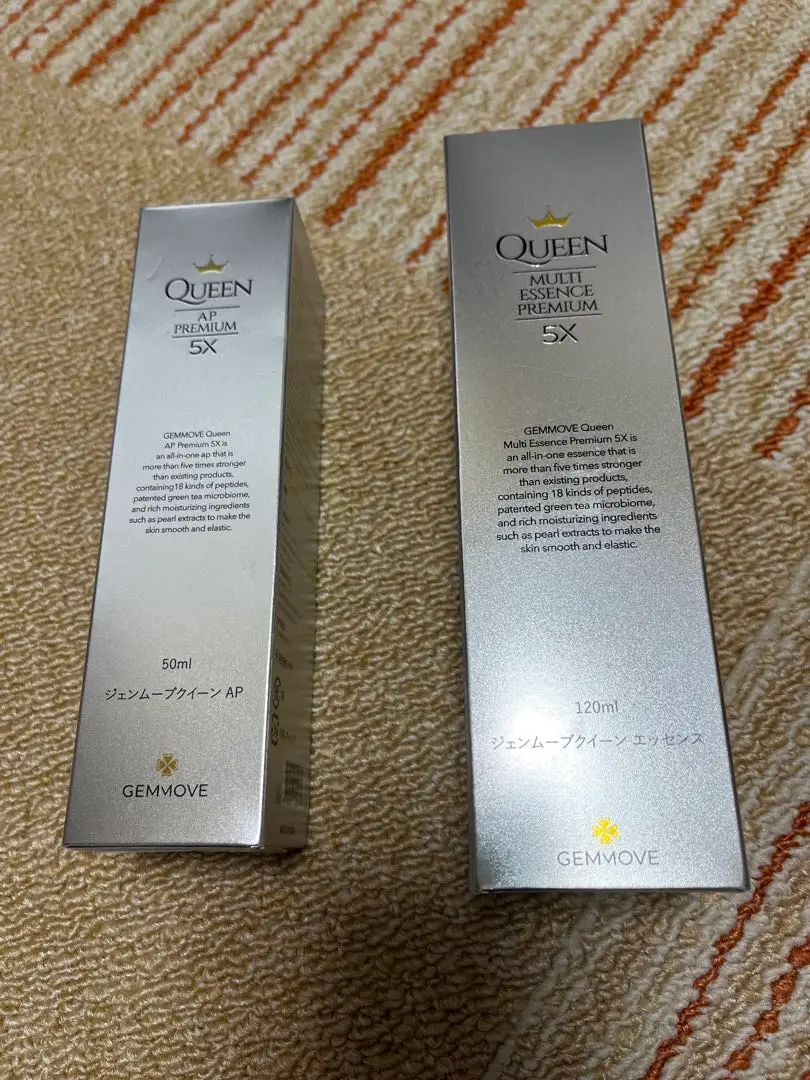 QUEEN
AP
PREMIUM
5X
GEMMOVE Queen
AP Premium 5X is
an all-in-one ap that is
more than five times stronger
than existing products,
containing18 kinds of peptides,
patented green tea microbiome,
and rich moisturizing ingredients
such as pearl extracts to make the
skin smooth and elastic.
50ml
ジェンムーブクイーン AP
GEMMOVE
QUEEN
MULTI
ESSENCE
PREMIUM
5X
GEMMOVE Queen
Multi Essence Premium 5X is
an all-in-one essence that is
more than five times stronger
than existing products,
containing 18 kinds of peptides,
patented green tea microbiome,
and rich moisturizing ingredients
such as pearl extracts to make the
skin smooth and elastic.
120ml
ジェンムーブクイーン エッセンス
GEMMOVE